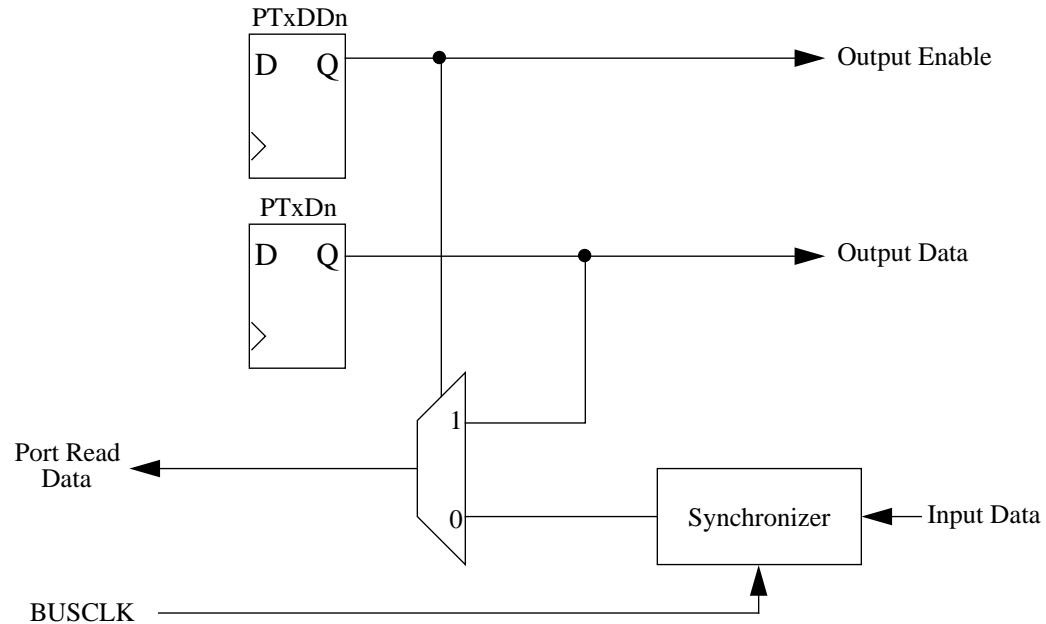 PTxDDn
D Q
Output Enable
PTxDn
D Q
Output Data
1
Port Read
Data
0
Synchronizer
Input Data
BUSCLK